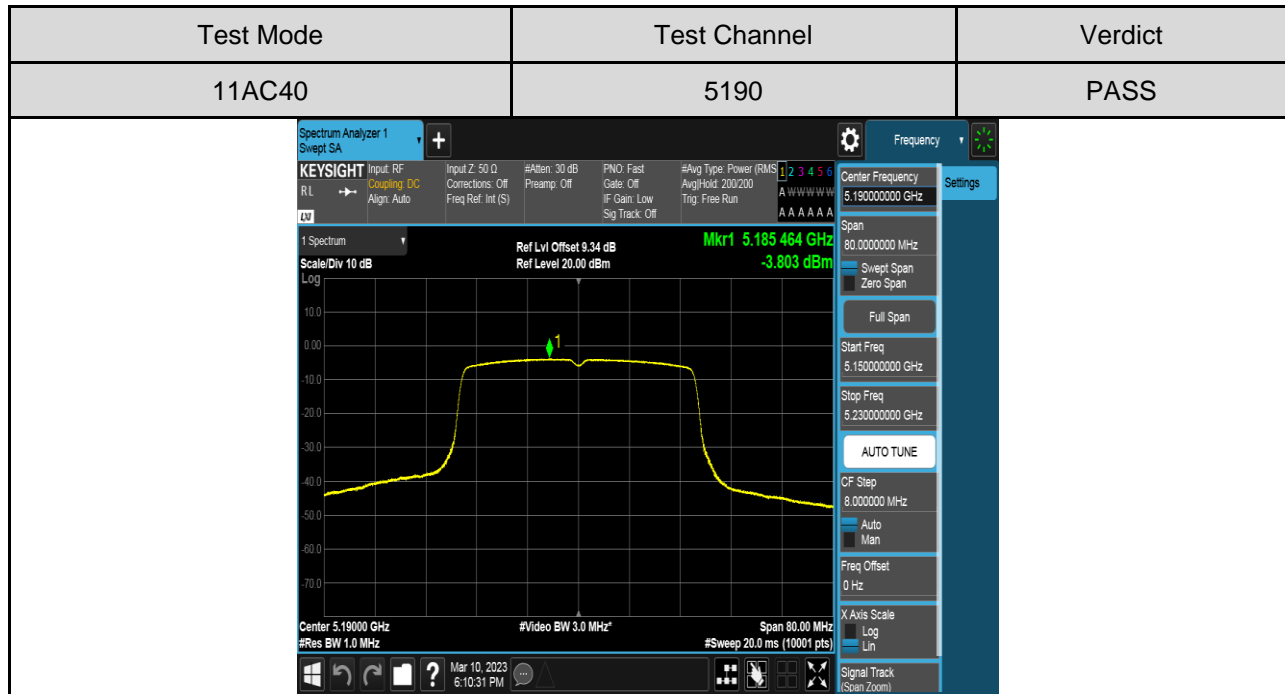 Test Mode Test Channel Verdict
11AC40 5190 PASS
Spectrum Analyzer 1
Swept SA
+
Frequency
KEYSIGHT Input: RF Input Z: 50 Ω #Atten: 30 dB PNO: Fast #Avg Type: Power (RMS 1 2 3 4 5 6
RL Coupling: DC Corrections: Off Preamp: Off Gate: Off Avg|Hold: 200/200 A W W W W W
Align: Auto Freq Ref: Int (S) IF Gain: Low Trig: Free Run
LXI Sig Track: Off A A A A A A
1 Spectrum Ref Lvl Offset 9.34 dB Mkr1 5.185 464 GHz
Scale/Div 10 dB Ref Level 20.00 dBm -3.803 dBm
Log
10.0
0.00
-10.0
-20.0
-30.0
-40.0
-50.0
-60.0
-70.0
1
Center 5.19000 GHz #Video BW 3.0 MHz* Span 80.00 MHz
#Res BW 1.0 MHz #Sweep 20.0 ms (10001 pts)
? Mar 10, 2023
6:10:31 PM
Settings
Center Frequency
5.190000000 GHz
Span
80.0000000 MHz
Swept Span
Zero Span
Full Span
Start Freq
5.150000000 GHz
Stop Freq
5.230000000 GHz
AUTO TUNE
CF Step
8.000000 MHz
Auto
Man
Freq Offset
0 Hz
X Axis Scale
Log
Lin
Signal Track
(Span Zoom)